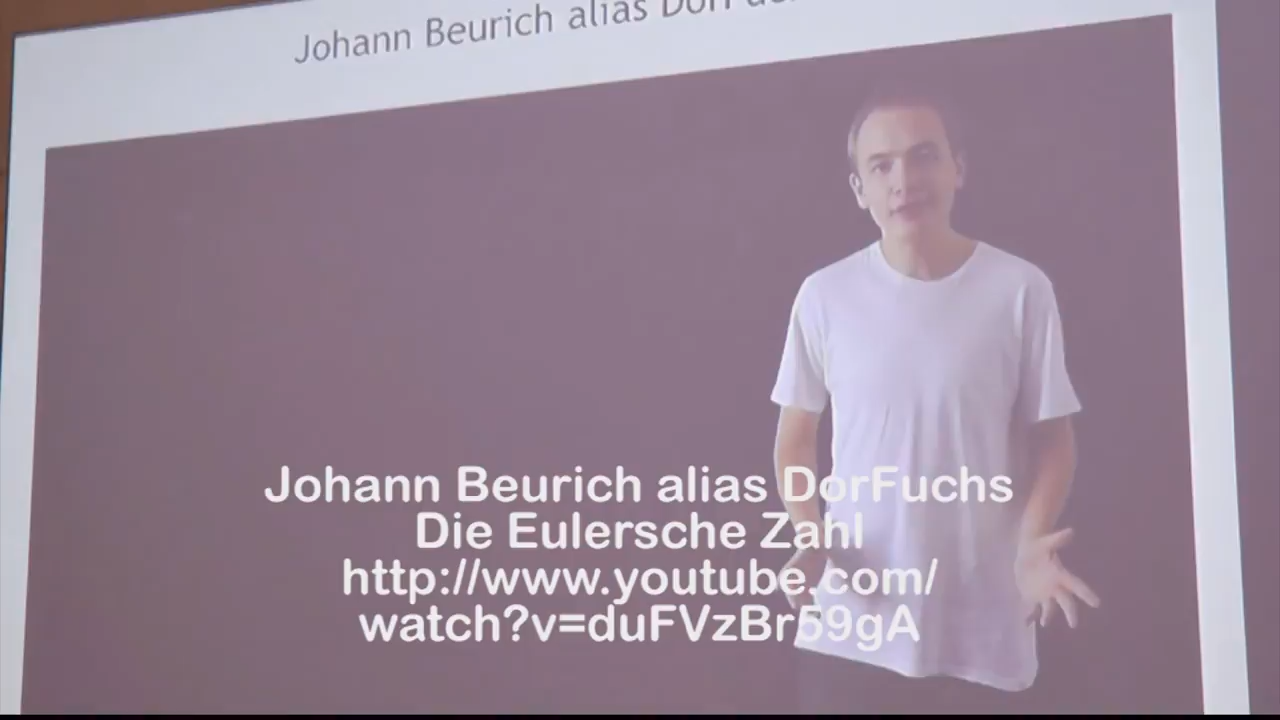 Johann Beurich alias
Johann Beurich alias DorFuchs
Die Eulersche Zahl
http://www.youtube.com/
watch?v=duFVzBr59gA